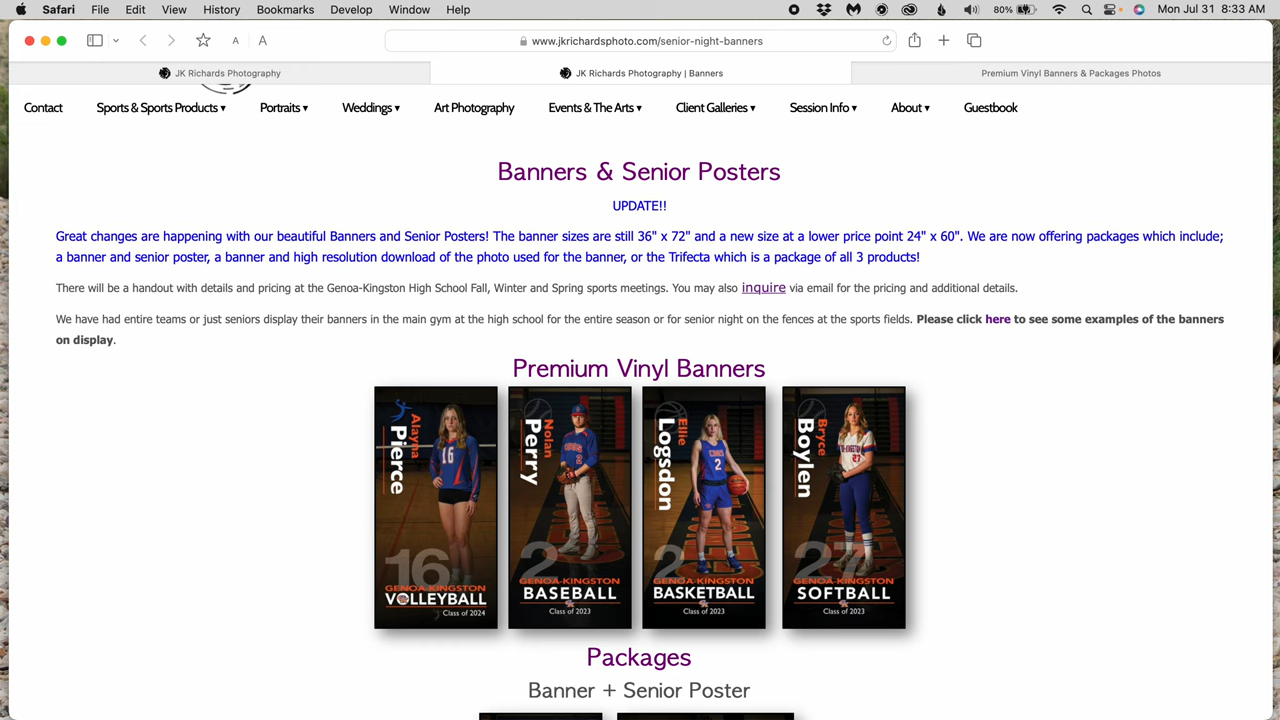 Safari File Edit View History Bookmarks Develop Window Help 80% Mon Jul 31 8:33 AM
A A www.jkrichardsphoto.com/senior-night-banners
JK Richards Photography JK Richards Photography | Banners Premium Vinyl Banners & Packages Photos
Contact Sports & Sports Products ▾ Portraits ▾ Weddings ▾ Art Photography Events & The Arts ▾ Client Galleries ▾ Session Info ▾ About ▾ Guestbook
Banners & Senior Posters
UPDATE!!
Great changes are happening with our beautiful Banners and Senior Posters! The banner sizes are still 36" x 72" and a new size at a lower price point 24" x 60". We are now offering packages which include;
a banner and senior poster, a banner and high resolution download of the photo used for the banner, or the Trifecta which is a package of all 3 products!
There will be a handout with details and pricing at the Genoa-Kingston High School Fall, Winter and Spring sports meetings. You may also inquire via email for the pricing and additional details.
We have had entire teams or just seniors display their banners in the main gym at the high school for the entire season or for senior night on the fences at the sports fields. Please click here to see some examples of the banners
on display.
Premium Vinyl Banners
Alayna
Pierce
16
16
GENOA-KINGSTON
VOLLEYBALL
Class of 2024
Nolan
Perry
2
2
GENOA-KINGSTON
BASEBALL
Class of 2023
Ellie
Logsdon
2
2
GENOA-KINGSTON
BASKETBALL
Class of 2023
Bryce
Boylen
27
27
GENOA-KINGSTON
SOFTBALL
Class of 2023
Packages
Banner + Senior Poster